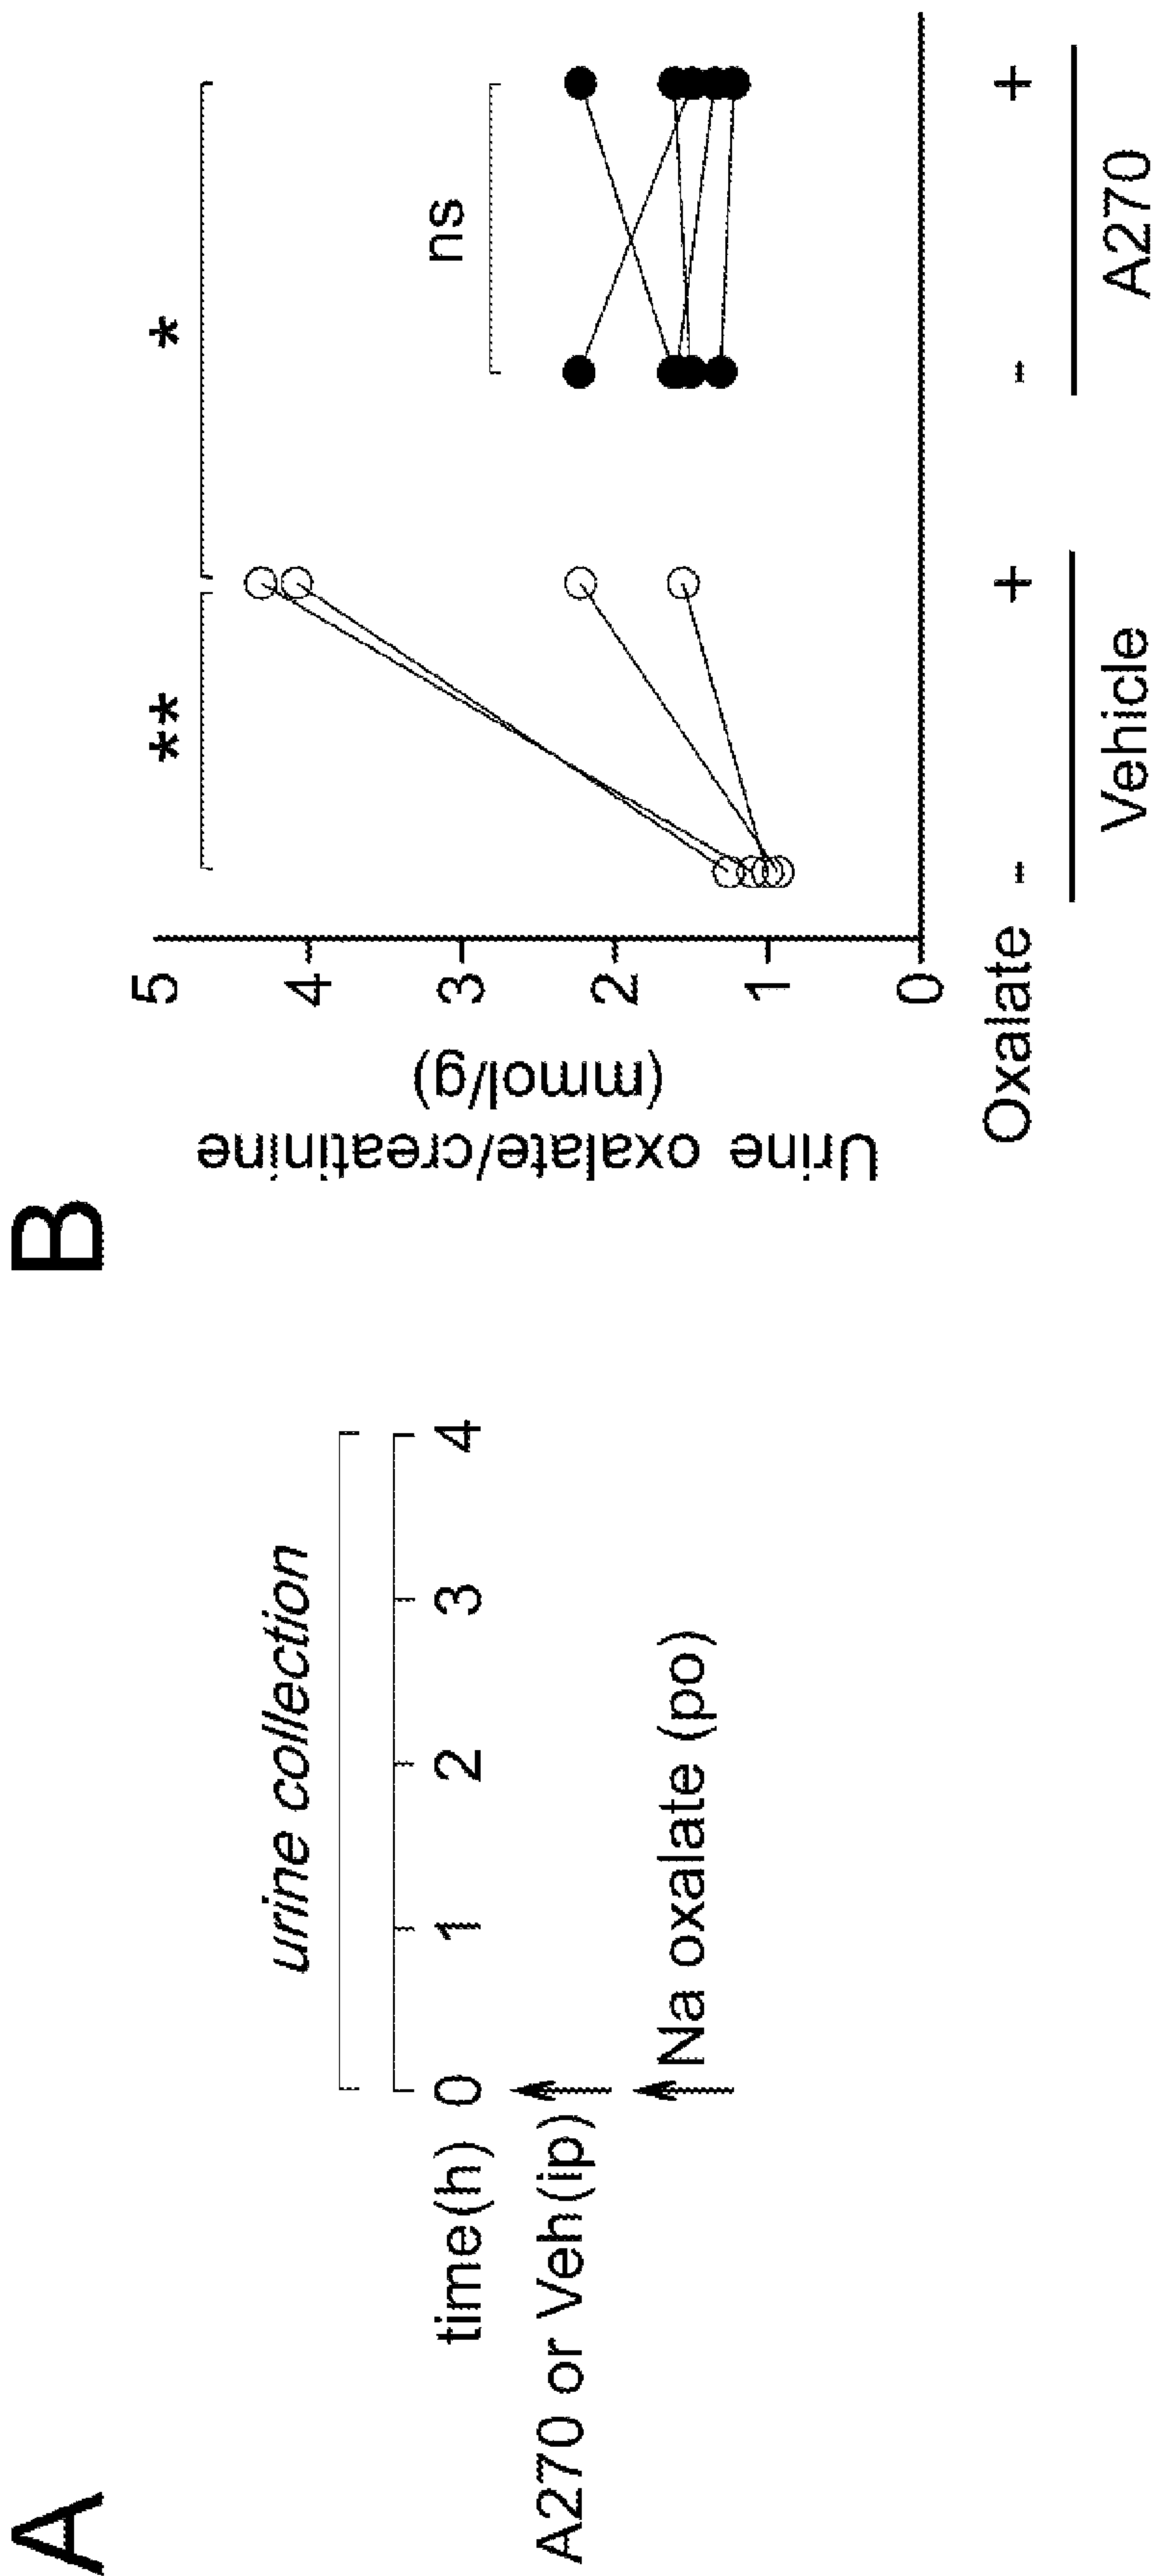 A
urine collection
time(h) 0 1 2 3 4
A270 or Veh(ip)
Na oxalate (po)
B
Urine oxalate/creatinine
(mmol/g)
5
4
3
2
1
0
** *
ns
Oxalate - + - +
Vehicle A270